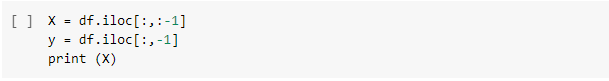 [ ] X = df.iloc[:,:-1]
y = df.iloc[:,-1]
print (X)